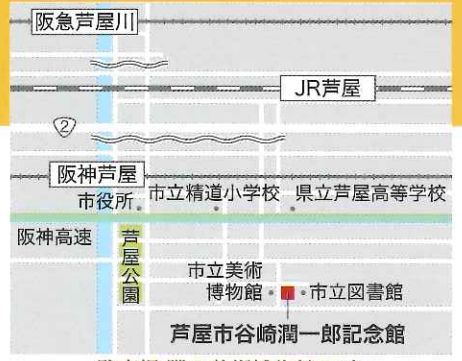 阪急芦屋川
JR芦屋
2
阪神芦屋
市役所
市立精道小学校
県立芦屋高等学校
阪神高速
芦屋公園
市立美術
博物館
市立図書館
芦屋市谷崎潤一郎記念館